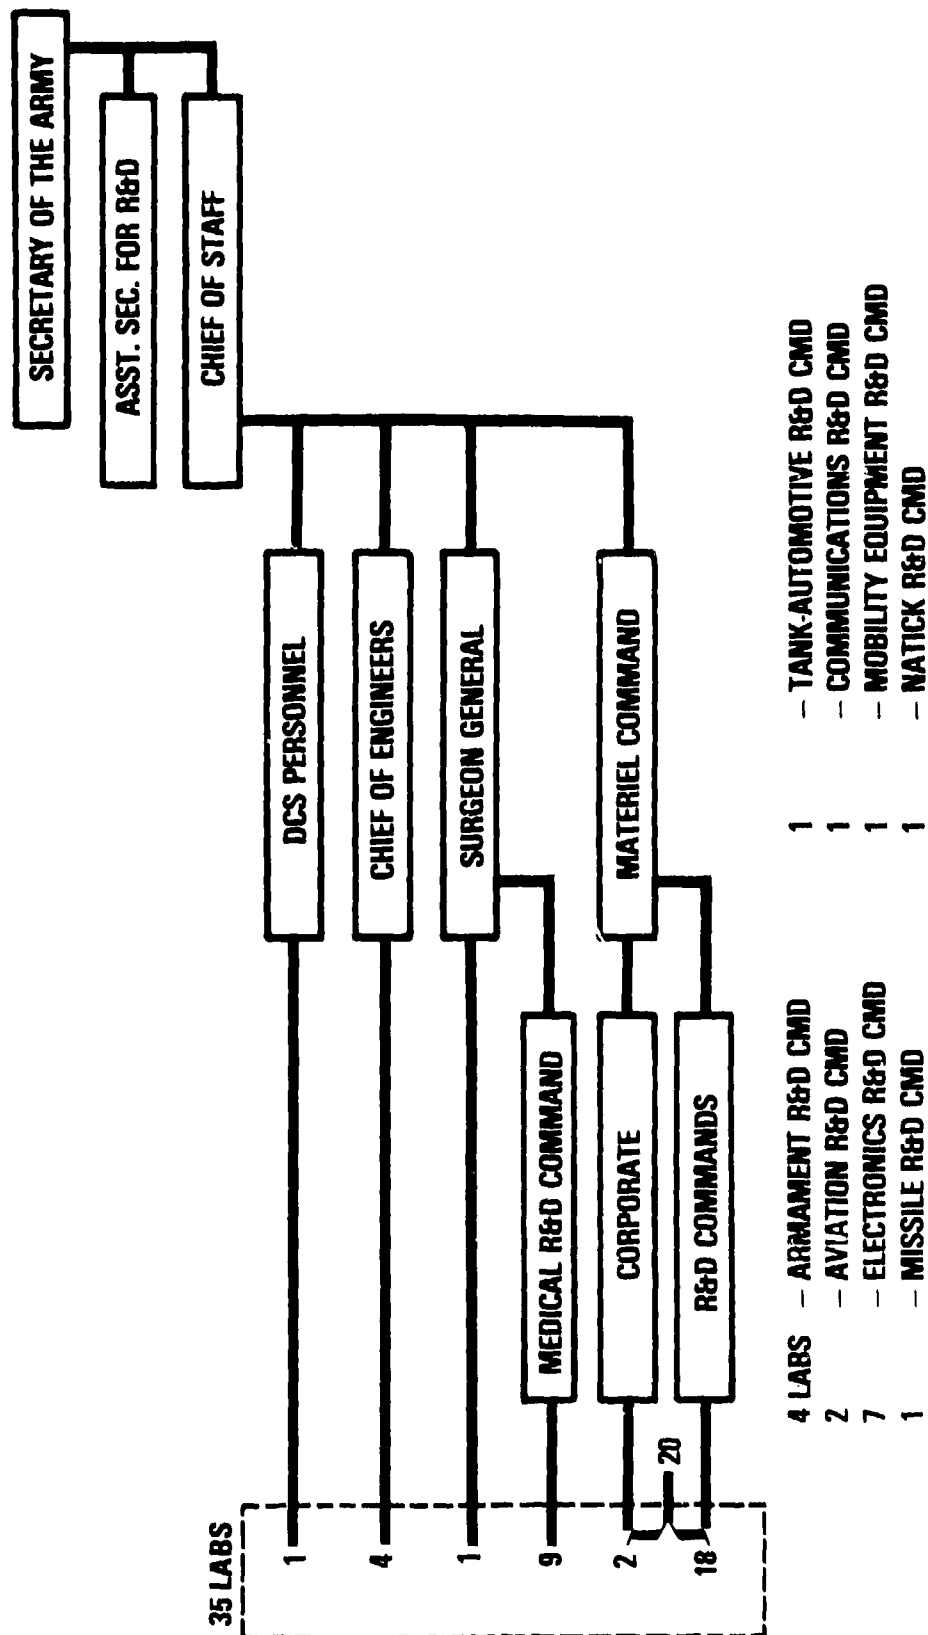 SECRETARY OF THE ARMY
ASST. SEC. FOR R&D
CHIEF OF STAFF
DCS PERSONNEL
CHIEF OF ENGINEERS
SURGEON GENERAL
MATERIEL COMMAND
MEDICAL R&D COMMAND
CORPORATE
R&D COMMANDS
35 LABS
1
4
1
9
2
20
18
4 LABS – ARMAMENT R&D CMD
2 – AVIATION R&D CMD
7 – ELECTRONICS R&D CMD
1 – MISSILE R&D CMD
1 – TANK-AUTOMOTIVE R&D CMD
1 – COMMUNICATIONS R&D CMD
1 – MOBILITY EQUIPMENT R&D CMD
1 – NATICK R&D CMD